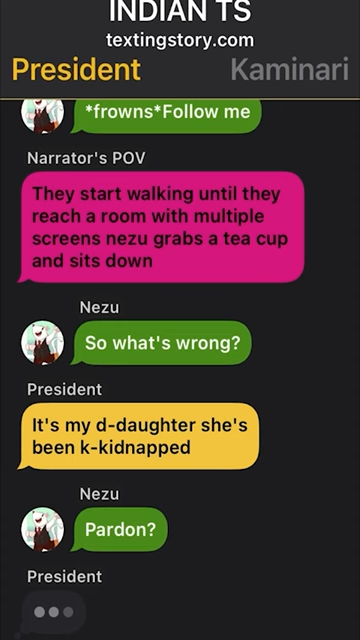 INDIAN TS
textingstory.com
President
Kaminari
*frowns*Follow me
Narrator's POV
They start walking until they
reach a room with multiple
screens nezu grabs a tea cup
and sits down
Nezu
So what's wrong?
President
It's my d-daughter she's
been k-kidnapped
Nezu
Pardon?
President